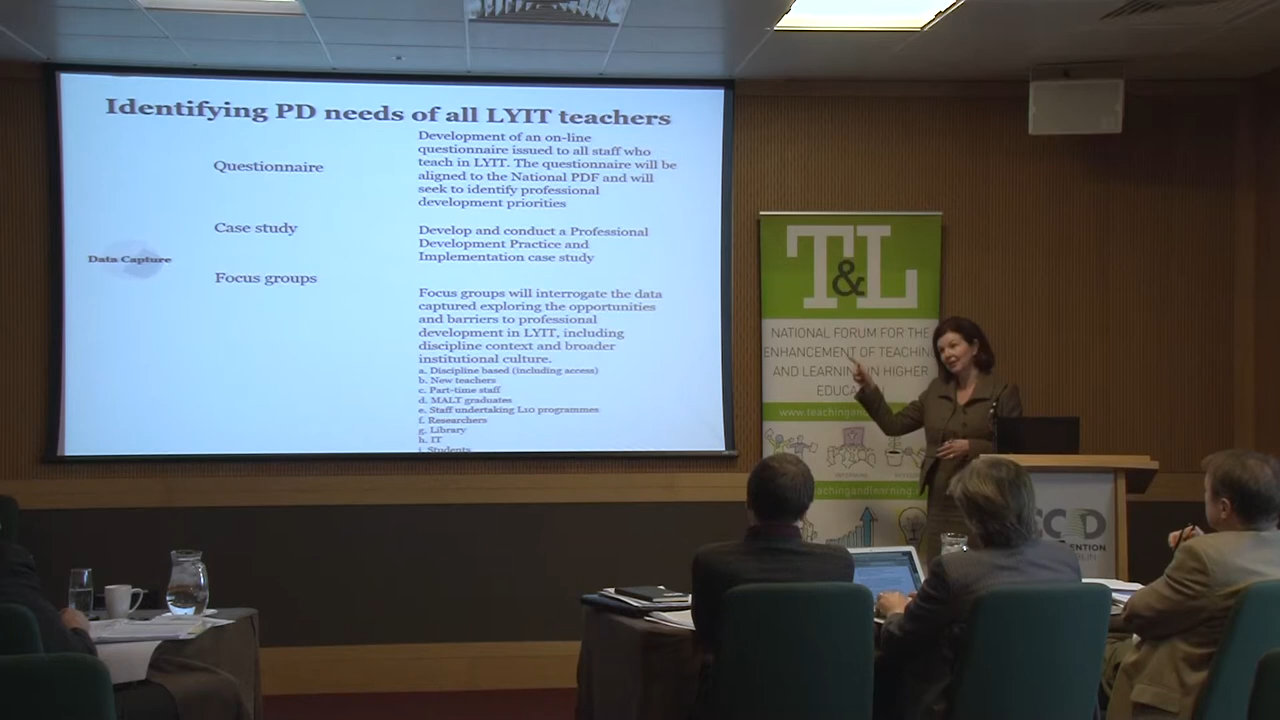 Identifying PD needs of all LYIT teachers
Questionnaire
Development of an on-line
questionnaire issued to all staff who
teach in LYIT. The questionnaire will be
aligned to the National PDF and will
seek to identify professional
development priorities
Case study
Develop and conduct a Professional
Development Practice and
Implementation case study
Data Capture
Focus groups
Focus groups will interrogate the data
captured exploring the opportunities
and barriers to professional
development in LYIT, including
discipline context and broader
institutional culture.
a. Discipline based (including access)
b. New teachers
c. Part-time staff
d. MALT graduates
e. Staff undertaking L10 programmes
f. Researchers
g. Library
h. IT
i. Students
T&L
NATIONAL FORUM FOR THE
ENHANCEMENT OF TEACHIN
AND LEARNING IN HIGHER
EDUCA
www.teachingand
achingandlearning.